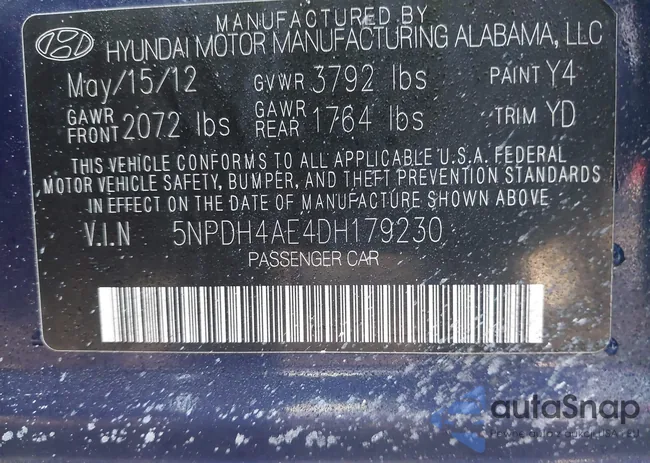 MANUFACTURED BY
HYUNDAI MOTOR MANUFACTURING ALABAMA, LLC
May/15/12 GVWR 3792 lbs PAINT Y4
GAWR FRONT 2072 lbs GAWR REAR 1764 lbs TRIM YD
THIS VEHICLE CONFORMS TO ALL APPLICABLE U.S.A. FEDERAL
MOTOR VEHICLE SAFETY, BUMPER, AND THEFT PREVENTION STANDARDS
IN EFFECT ON THE DATE OF MANUFACTURE SHOWN ABOVE
V.I.N 5NPDH4AE4DH179230
PASSENGER CAR
autoSnap